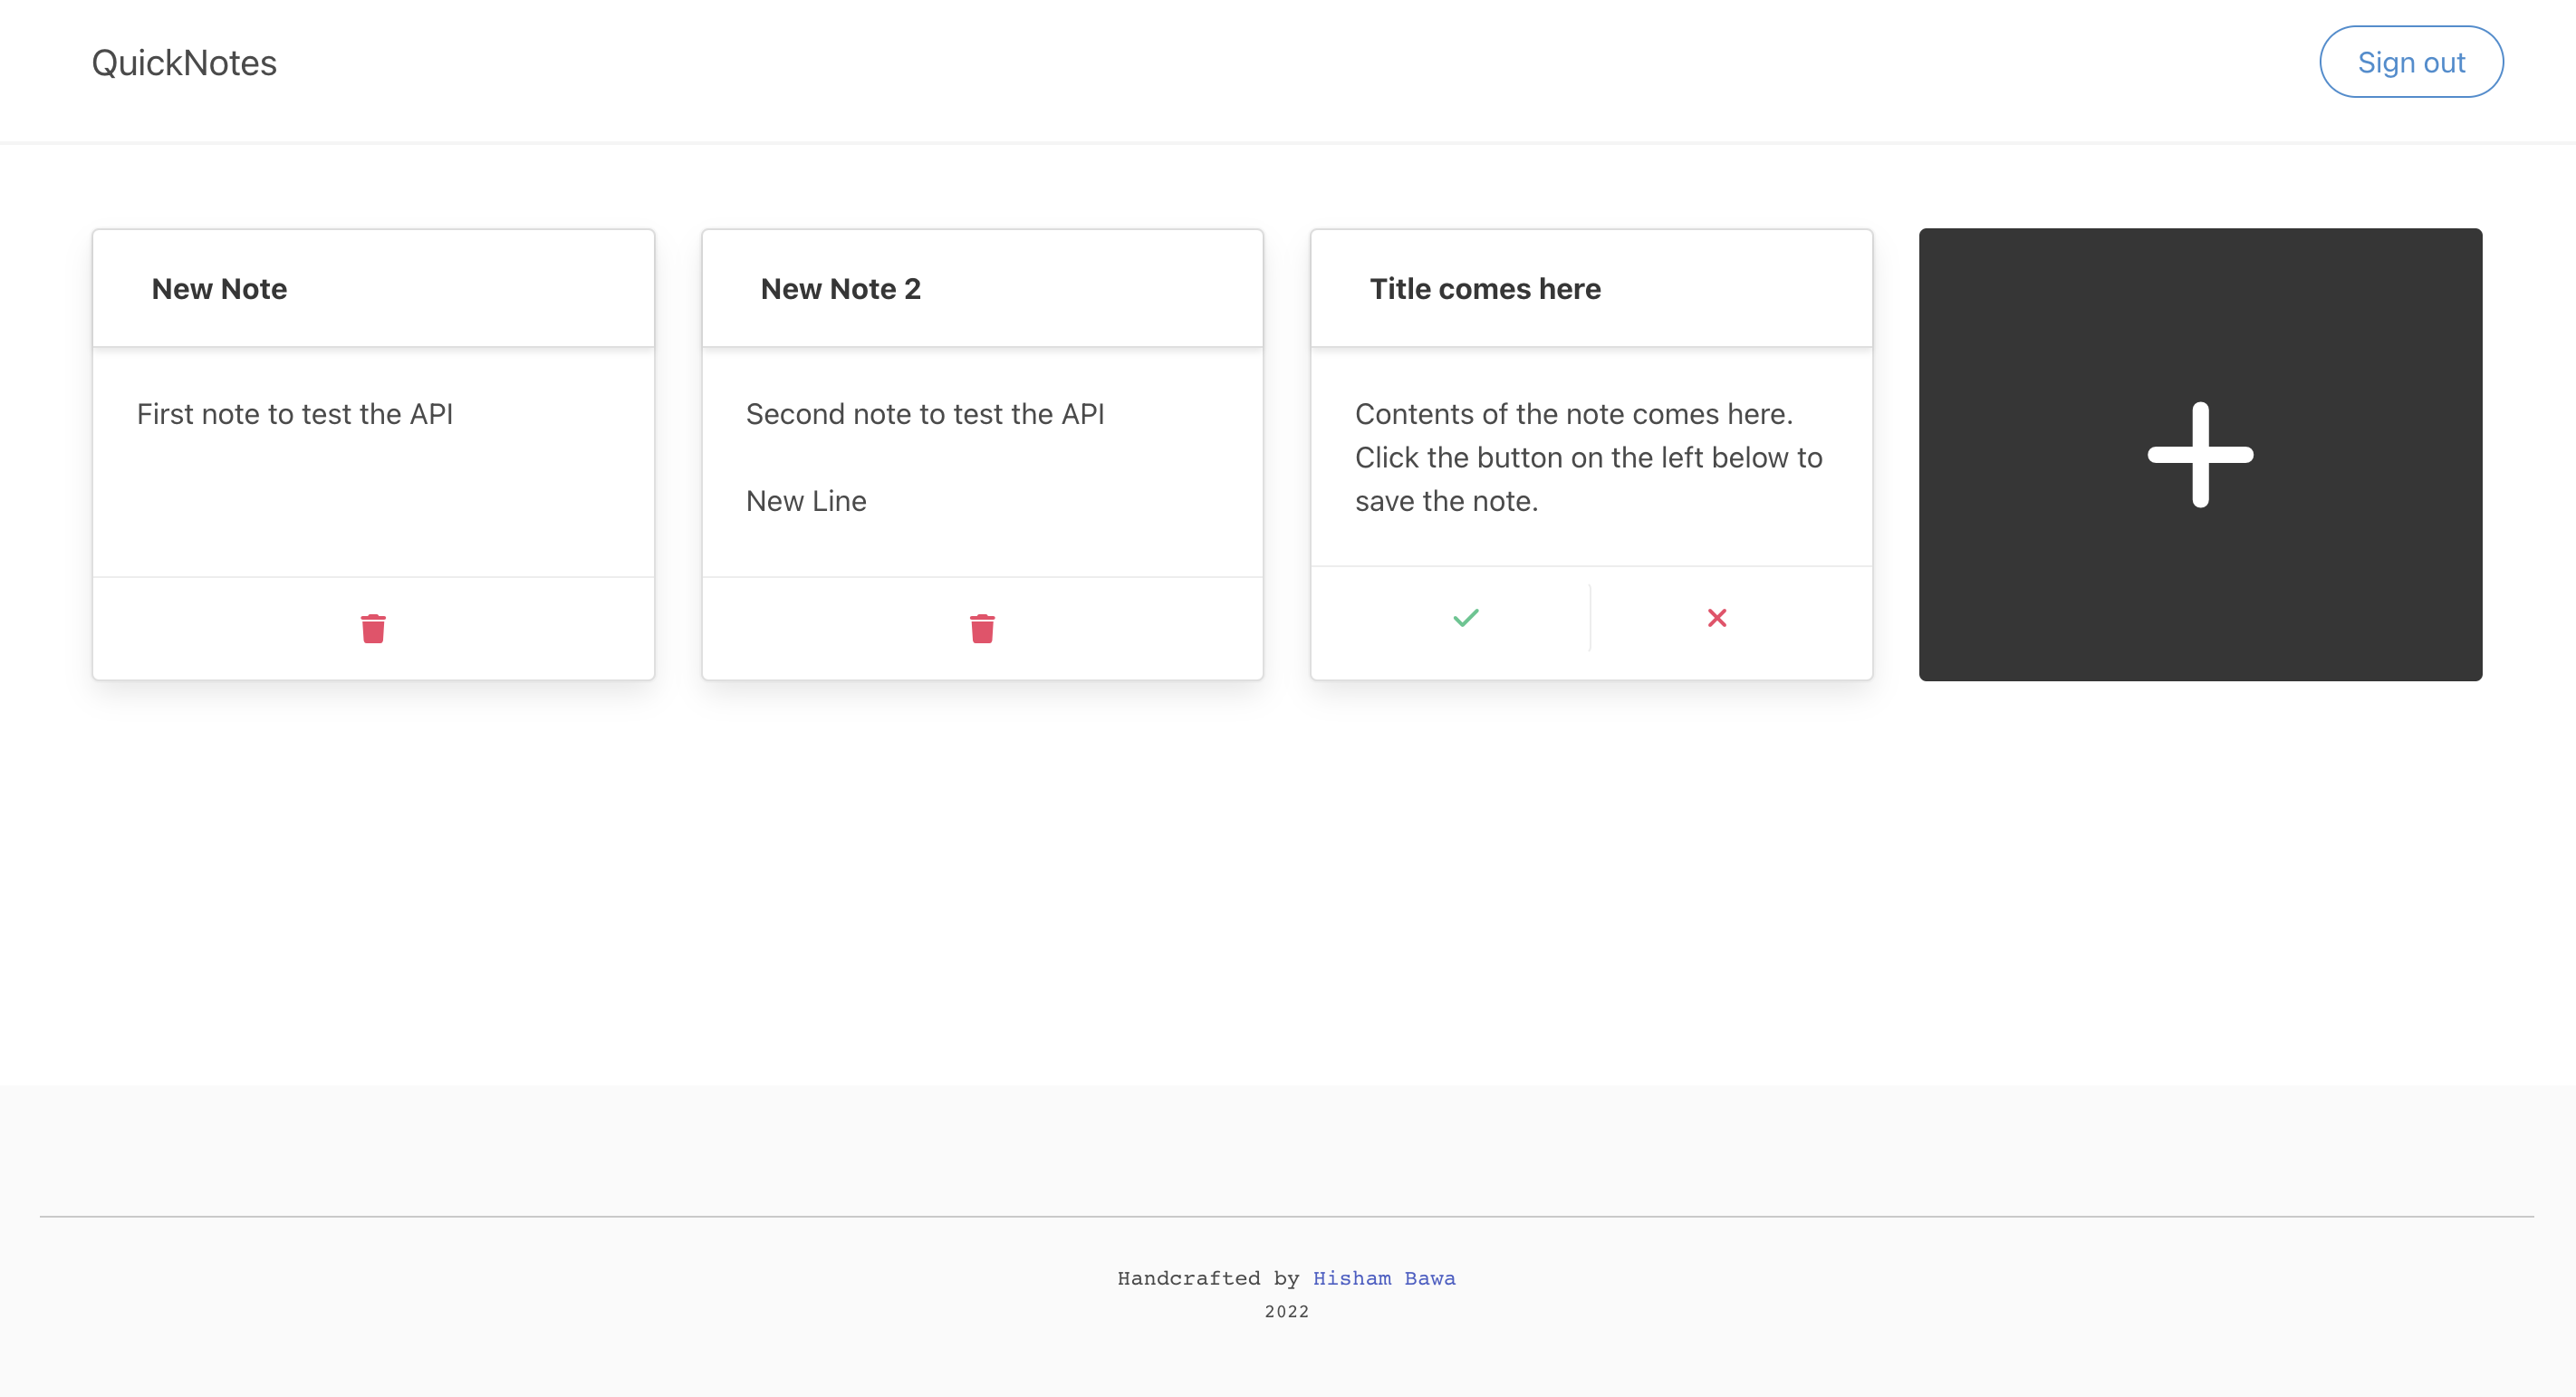 QuickNotes
Sign out
New Note
First note to test the API
New Note 2
Second note to test the API
New Line
Title comes here
Contents of the note comes here.
Click the button on the left below to
save the note.
Handcrafted by Hisham Bawa
2022